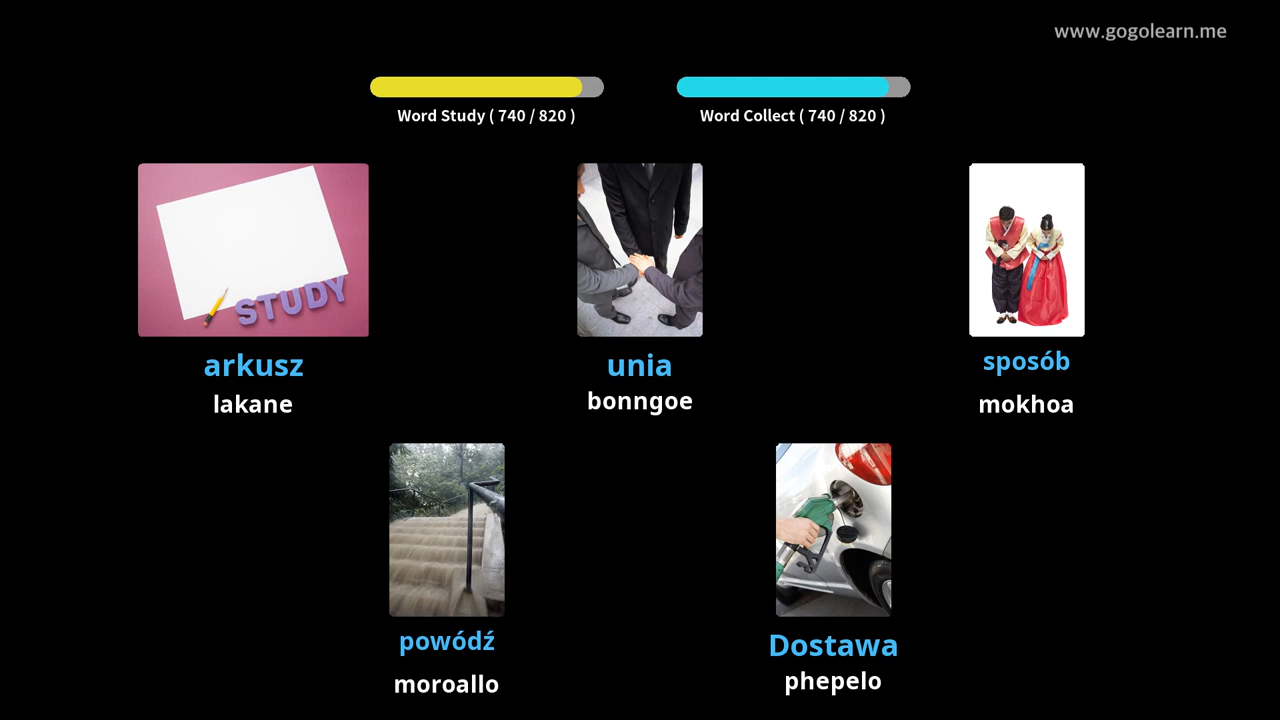 www.gogolearn.me
Word Study ( 740 / 820 )
Word Collect ( 740 / 820 )
STUDY
arkusz
lakane
unia
bonngoe
sposób
mokhoa
powódź
moroallo
Dostawa
phepelo